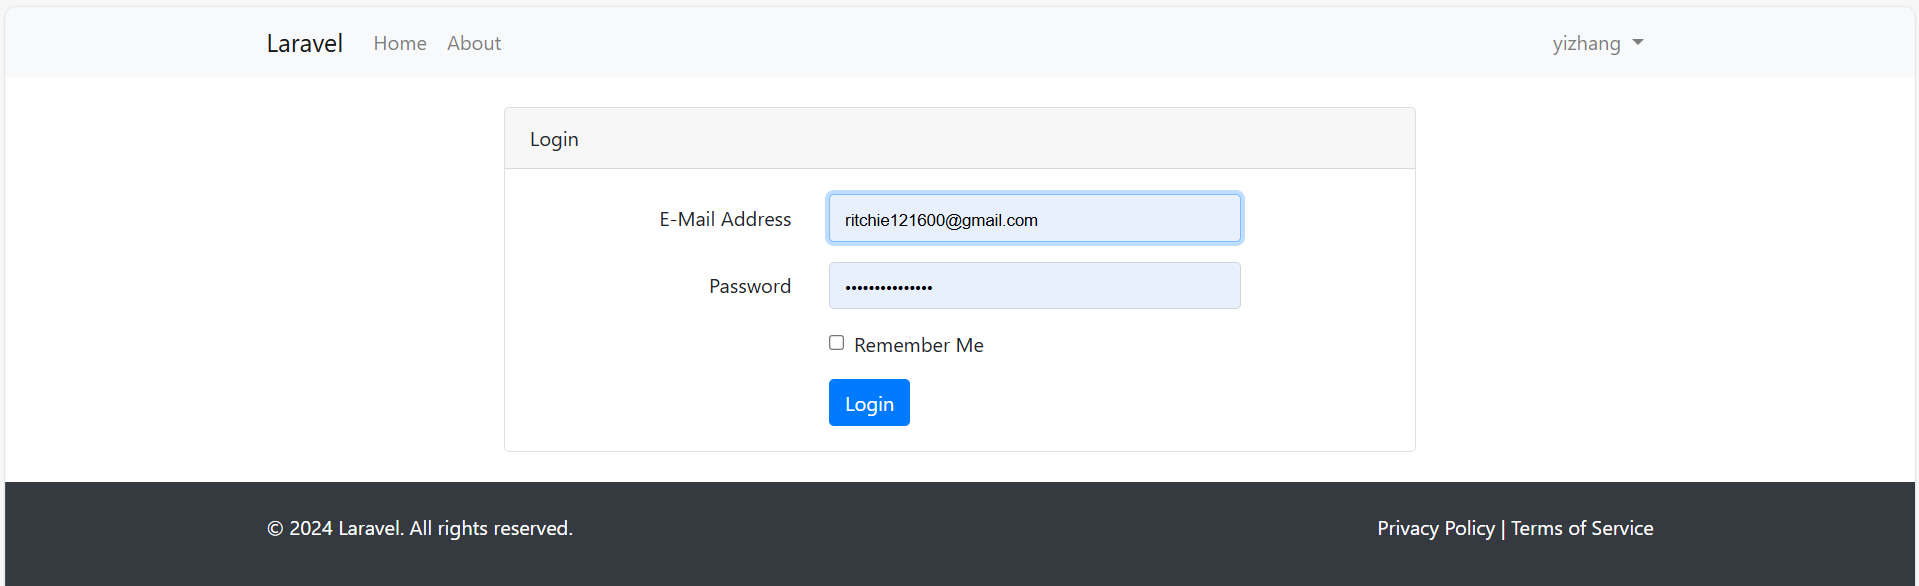 Laravel Home About yizhang
Login
E-Mail Address ritchie121600@gmail.com
Password •••••••••••••••
Remember Me
Login
© 2024 Laravel. All rights reserved. Privacy Policy | Terms of Service